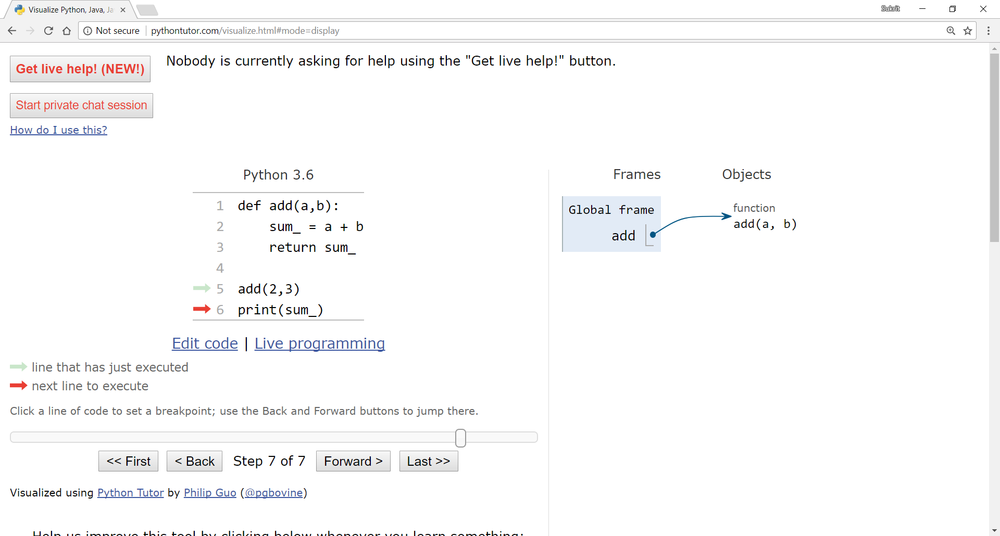 Visualize Python, Java, Ja
Sukrit
Not secure | pythontutor.com/visualize.html#mode=display
Get live help! (NEW!)
Nobody is currently asking for help using the "Get live help!" button.
Start private chat session
How do I use this?
Python 3.6
1 def add(a,b):
2     sum_ = a + b
3     return sum_
4
5 add(2,3)
6 print(sum_)
Edit code | Live programming
line that has just executed
next line to execute
Click a line of code to set a breakpoint; use the Back and Forward buttons to jump there.
<< First < Back Step 7 of 7 Forward > Last >>
Visualized using Python Tutor by Philip Guo (@pgbovine)
Help us improve this tool by clicking below whenever you learn something:
Frames Objects
Global frame
add
function
add(a, b)